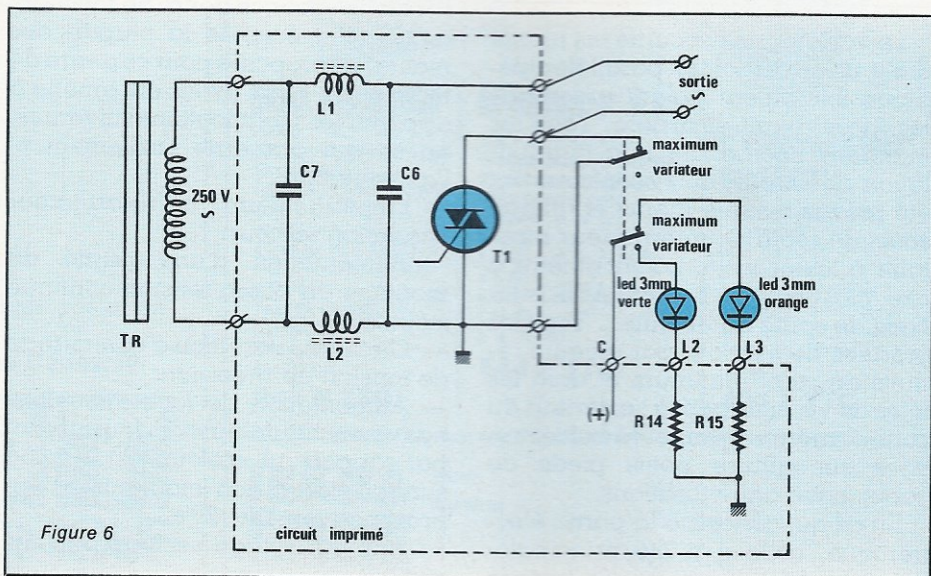 L1
sortie
~
C7
C6
maximum
variateur
250 V
~
T1
maximum
variateur
led 3mm
verte
led 3mm
orange
TR
L2
C
L2
L3
(+)
R14
R15
Figure 6
circuit imprimé